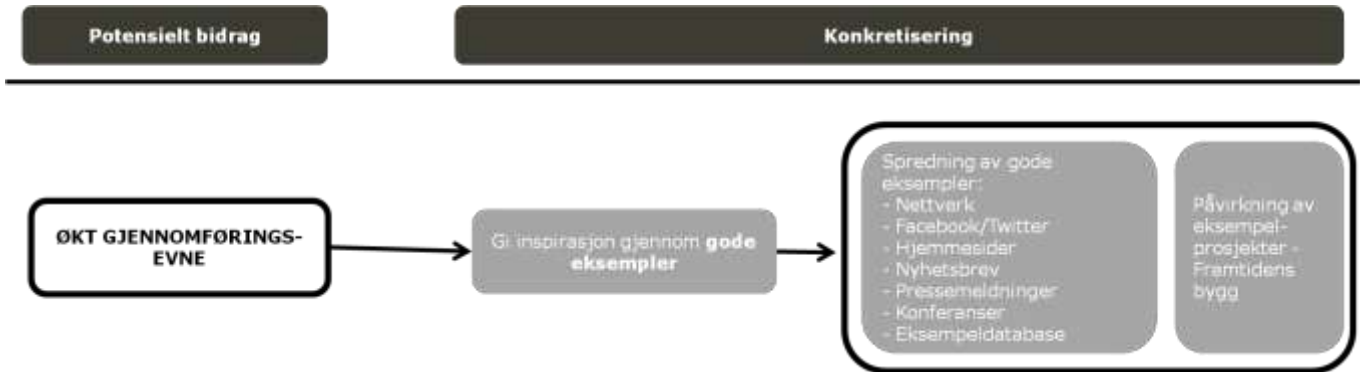 Potensielt bidrag
Konkretisering
ØKT GJENNOMFØRINGS-
EVNE
Gi inspirasjon gjennom gode
eksempler
Spredning av gode
eksempler:
- Nettverk
- Facebook/Twitter
- Hjemmesider
- Nyhetsbrev
- Pressemeldninger
- Konferanser
- Eksempeldatabase
Påvirkning av
eksempel-
prosjekter -
Framtidens
bygg